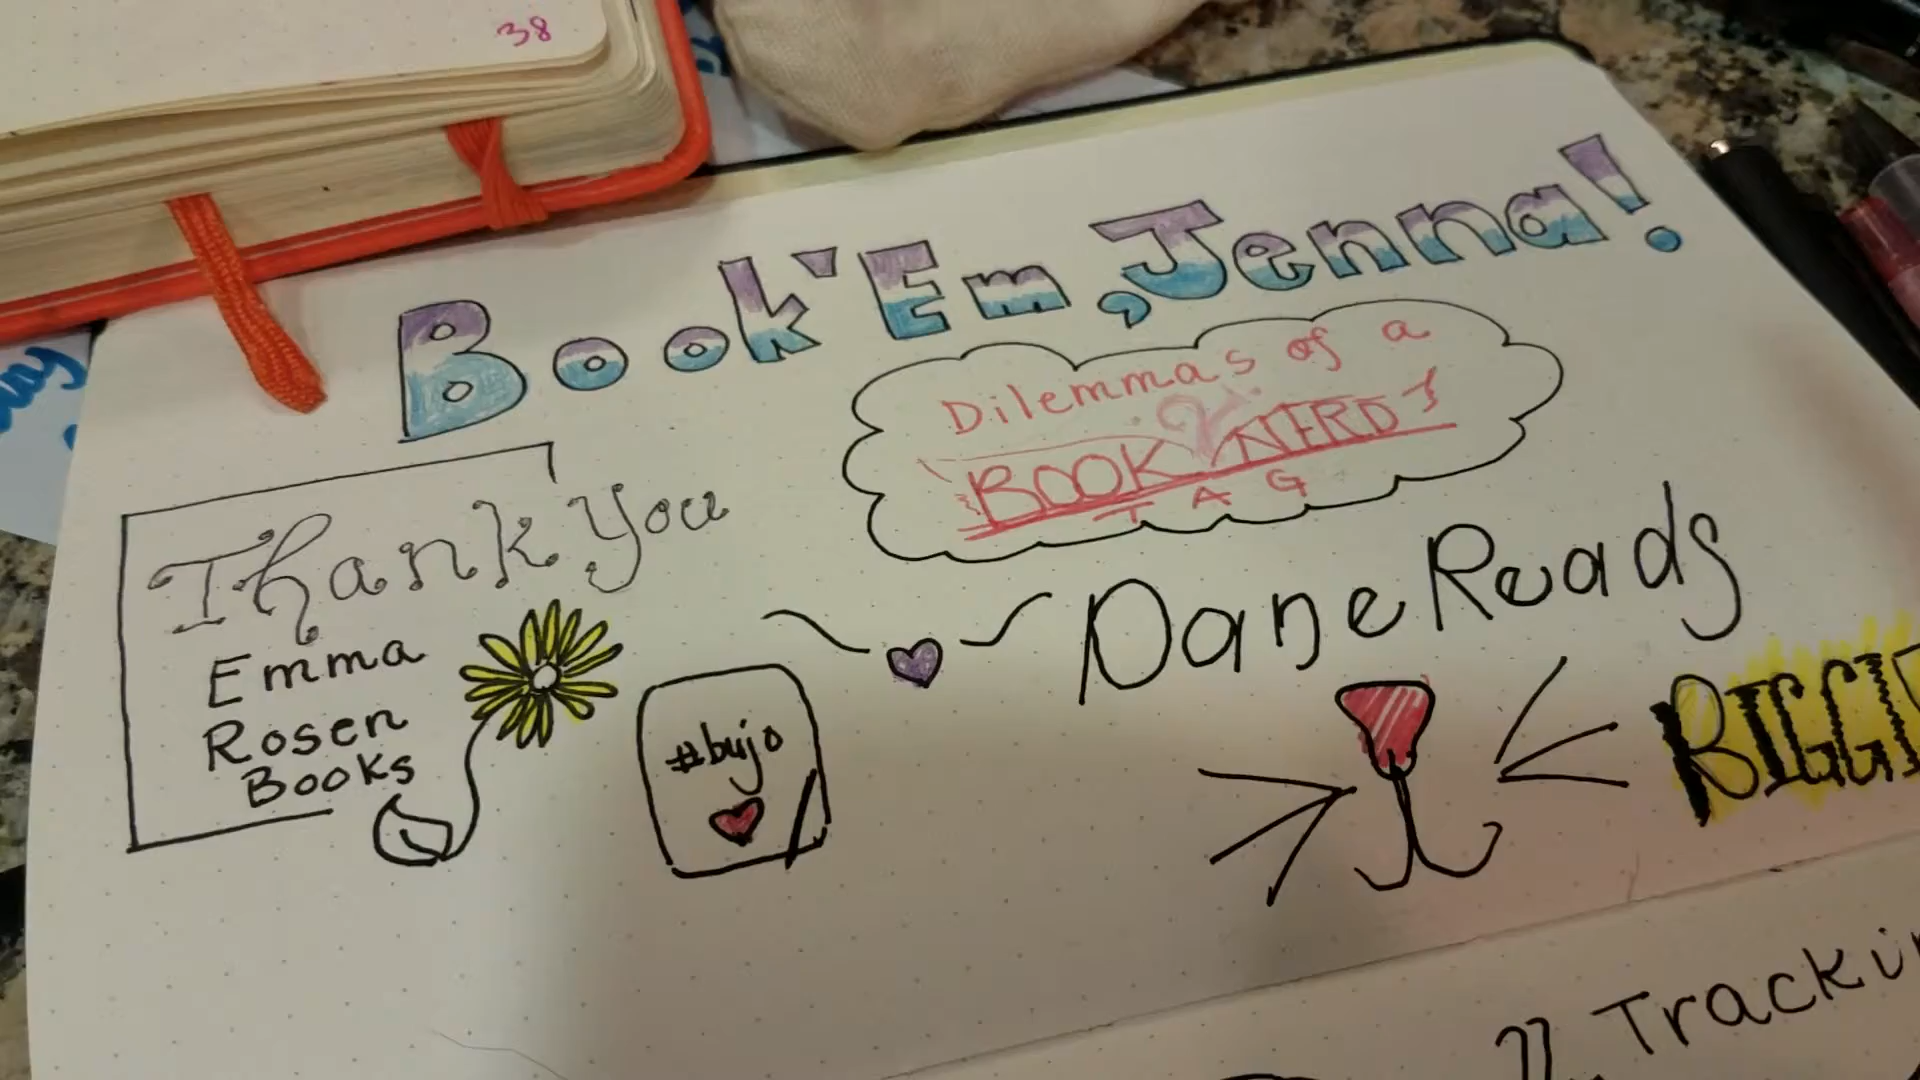 38
Book'Em, Jenna!
Dilemmas of a
BOOK NERD
TAG
Thank You
Emma
Rosen
Books
#bujo
DaneReads
Tracki